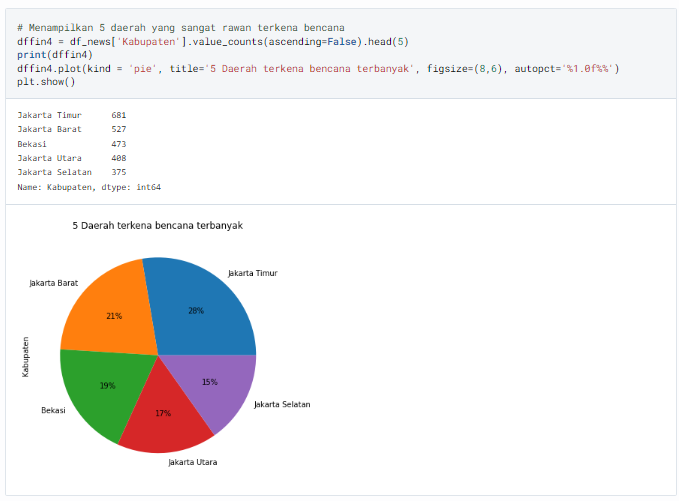 # Menampilkan 5 daerah yang sangat rawan terkena bencana
dffin4 = df_news['Kabupaten'].value_counts(ascending=False).head(5)
print(dffin4)
dffin4.plot(kind = 'pie', title='5 Daerah terkena bencana terbanyak', figsize=(8,6), autopct='%1.0f%%')
plt.show()
Jakarta Timur 681
Jakarta Barat 527
Bekasi 473
Jakarta Utara 408
Jakarta Selatan 375
Name: Kabupaten, dtype: int64
5 Daerah terkena bencana terbanyak
Jakarta Timur
Jakarta Barat
28%
21%
Kabupaten
19%
15%
Jakarta Selatan
Bekasi
17%
Jakarta Utara